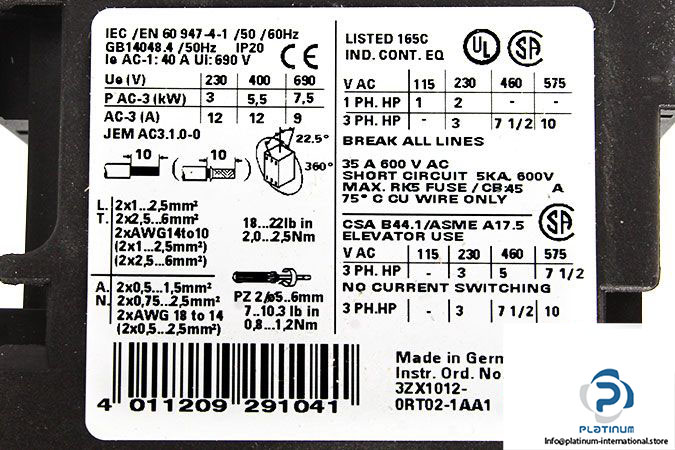 IEC /EN 60 947-4-1 /50 /60Hz
GB14048.4 /50Hz IP20
Ie AC-1: 40 A Ui: 690 V
CE
Ue (V) 230 400 690
P AC-3 (kW) 3 5,5 7,5
AC-3 (A) 12 12 9
JEM AC3.1.0-0
10 ( 10 )
22.5°
360°
L. 2x1...2,5mm²
T. 2x2,5...6mm²
2xAWG14to10
(2x1...2,5mm²)
(2x2,5...6mm²)
18...22lb in
2,0...2,5Nm
A. 2x0,5...1,5mm²
N. 2x0,75...2,5mm²
2xAWG 18 to 14
(2x0,5...2,5mm²)
PZ 2/ø5...6mm
7...10.3 lb in
0,8...1,2Nm
4 011209 291041
LISTED 165C
IND. CONT. EQ
UL
SA
V AC 115 230 460 575
1 PH. HP 1 2 - -
3 PH. HP - 3 7 1/2 10
BREAK ALL LINES
35 A 600 V AC
SHORT CIRCUIT 5KA, 600V
MAX. RK5 FUSE / CB:45 A
75° C CU WIRE ONLY
CSA B44.1/ASME A17.5
ELEVATOR USE
SA
V AC 115 230 460 575
3 PH. HP - 3 5 7 1/2
NO CURRENT SWITCHING
3 PH.HP - 3 7 1/2 10
Made in Germ
Instr. Ord. No
3ZX1012-
0RT02-1AA1
PLATINUM
info@platinum-international.store